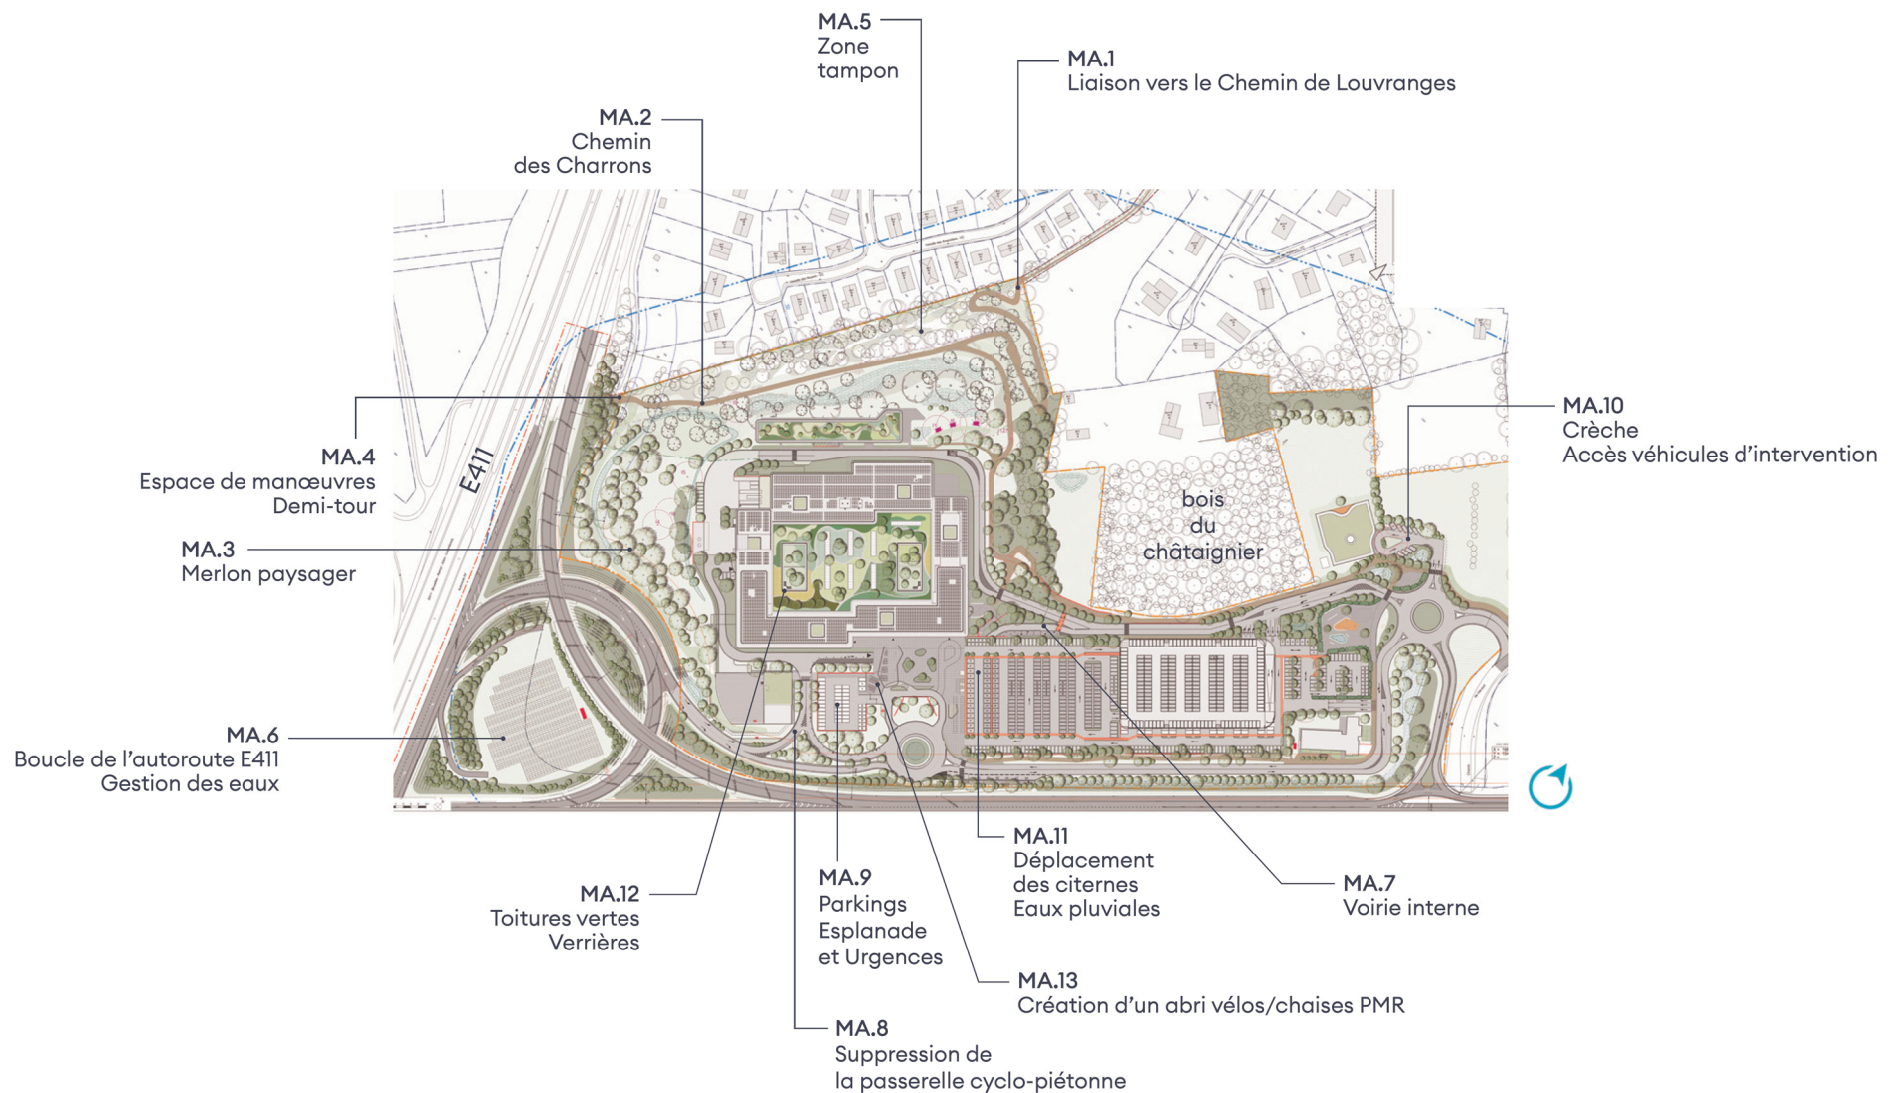 MA.5
Zone
tampon
MA.1
Liaison vers le Chemin de Louvranges
MA.2
Chemin
des Charrons
MA.10
Crèche
Accès véhicules d'intervention
MA.4
Espace de manœuvres
Demi-tour
E411
bois
du
châtaignier
MA.3
Merlon paysager
MA.6
Boucle de l'autoroute E411
Gestion des eaux
MA.12
Toitures vertes
Verrières
MA.9
Parkings
Esplanade
et Urgences
MA.11
Déplacement
des citernes
Eaux pluviales
MA.7
Voirie interne
MA.13
Création d'un abri vélos/chaises PMR
MA.8
Suppression de
la passerelle cyclo-piétonne